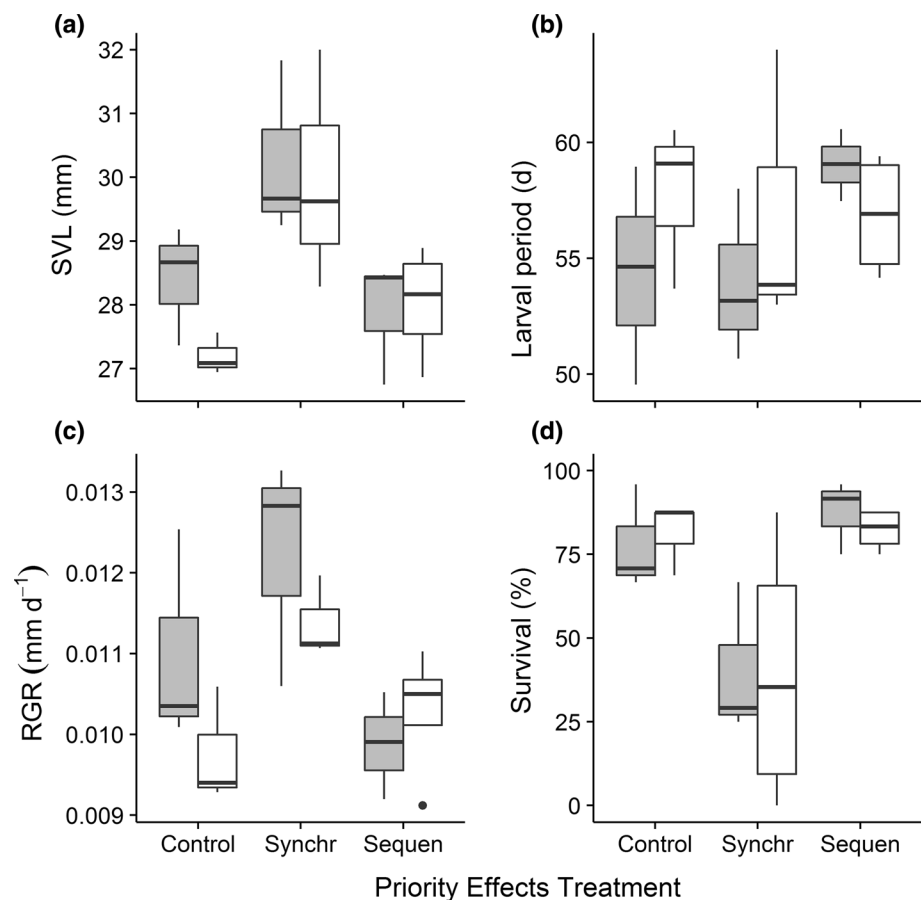 (a)
SVL (mm)
32
31
30
29
28
27
(b)
Larval period (d)
60
55
50
(c)
RGR (mm d⁻¹)
0.013
0.012
0.011
0.010
0.009
Control Synchr Sequen
(d)
Survival (%)
100
75
50
25
0
Control Synchr Sequen
Priority Effects Treatment